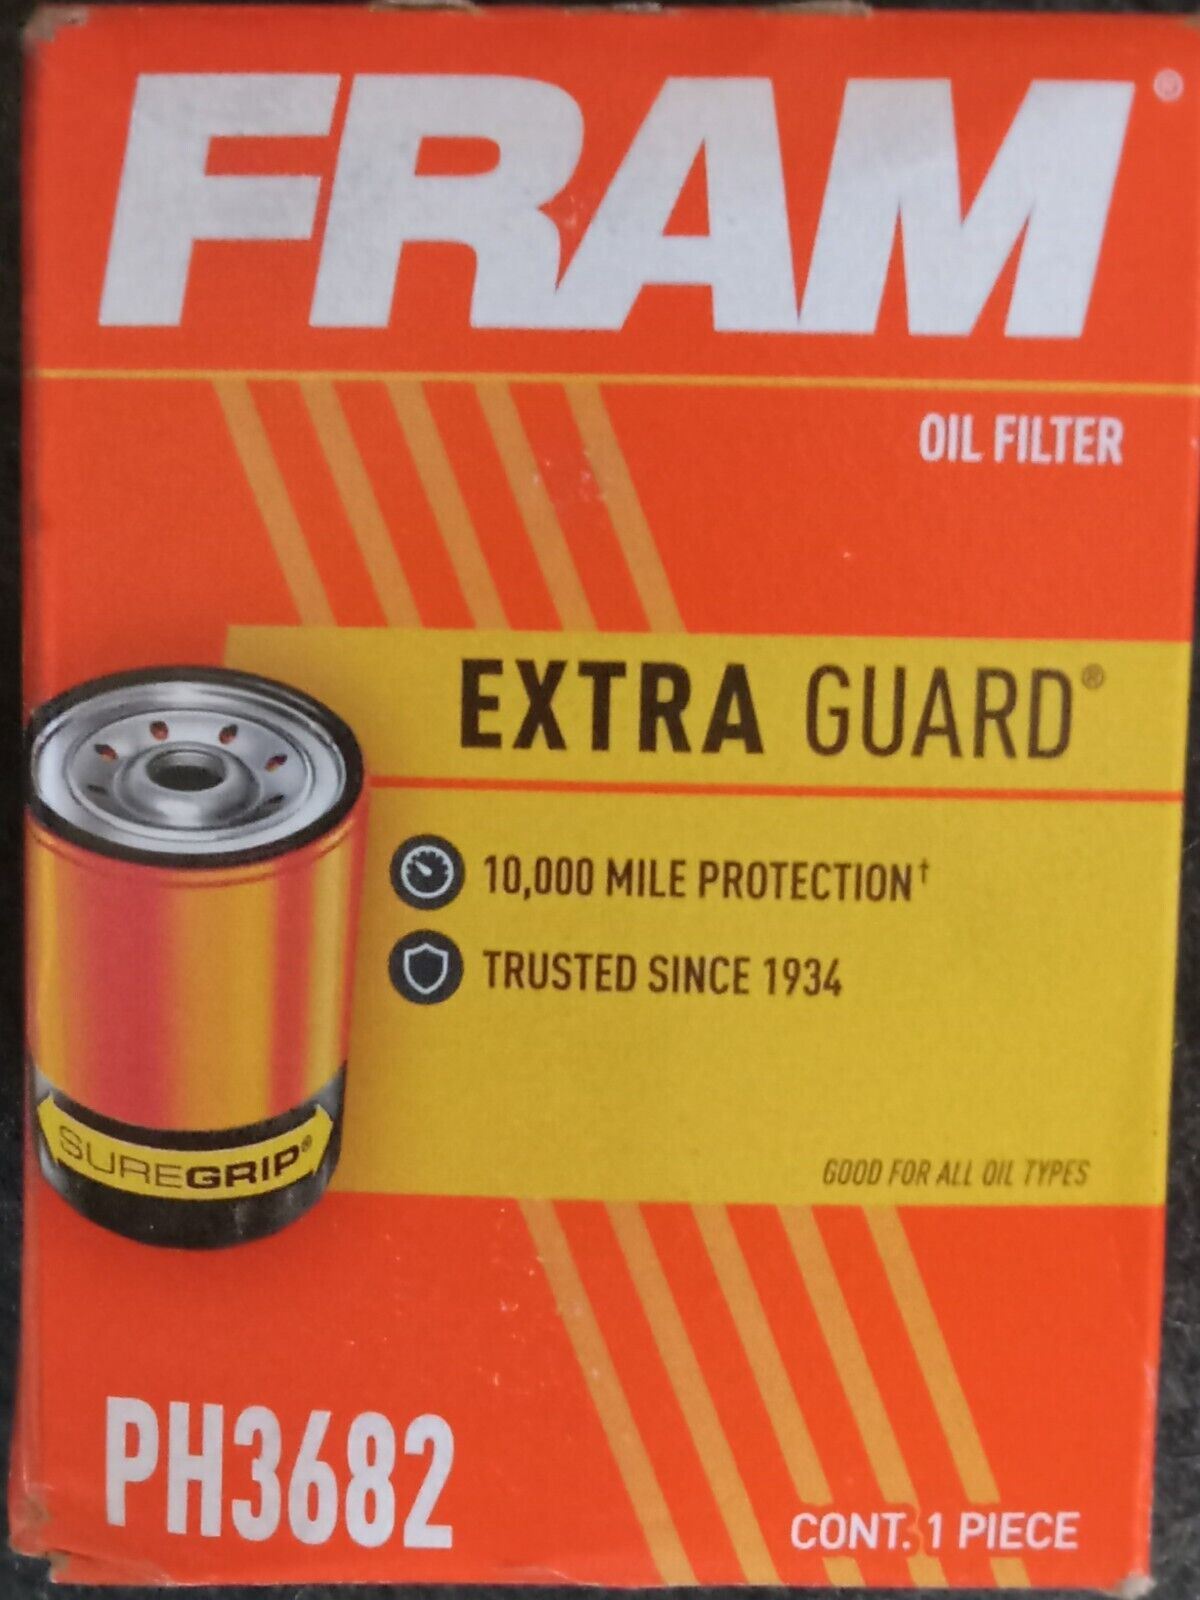 FRAM®
OIL FILTER
EXTRA GUARD®
10,000 MILE PROTECTION†
TRUSTED SINCE 1934
SUREGRIP®
GOOD FOR ALL OIL TYPES
PH3682
CONT. 1 PIECE